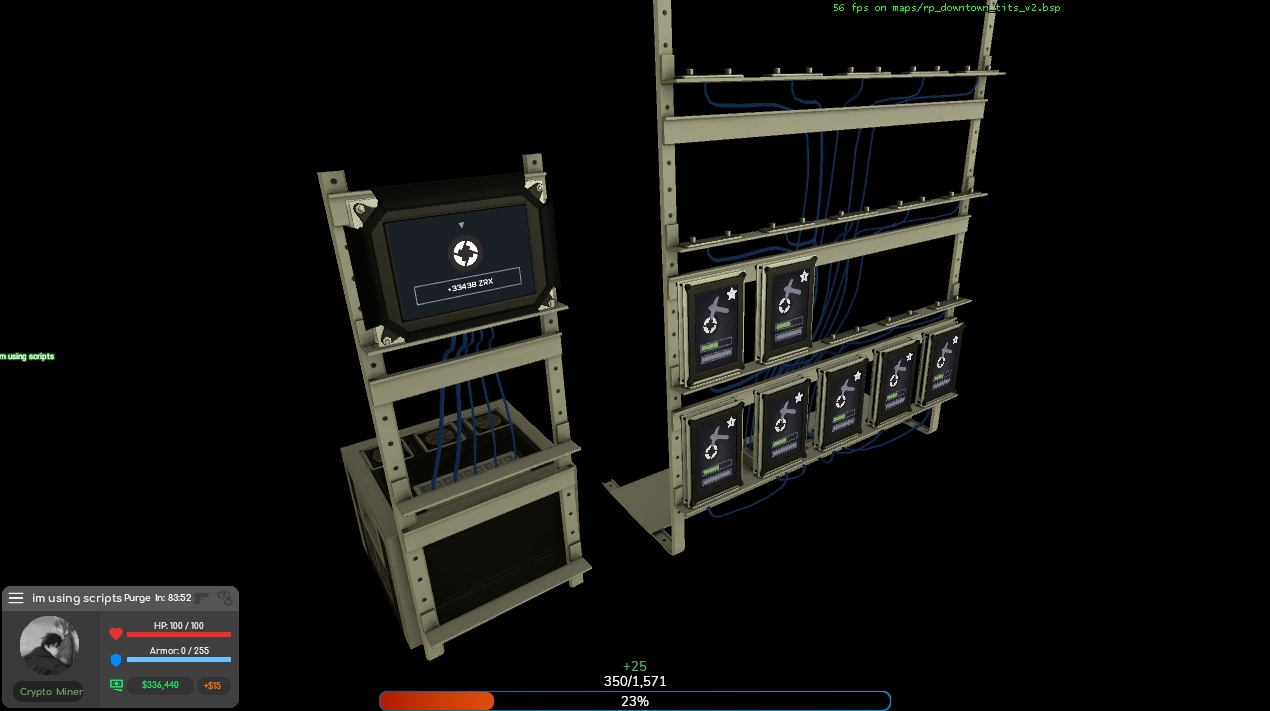 56 fps on maps/rp_downtown_tits_v2.bsp
+33438 ZRX
m using scripts
im using scripts Purge In: 83:52
HP: 100 / 100
Armor: 0 / 255
Crypto Miner
$336,440
+$15
+25
350/1,571
23%